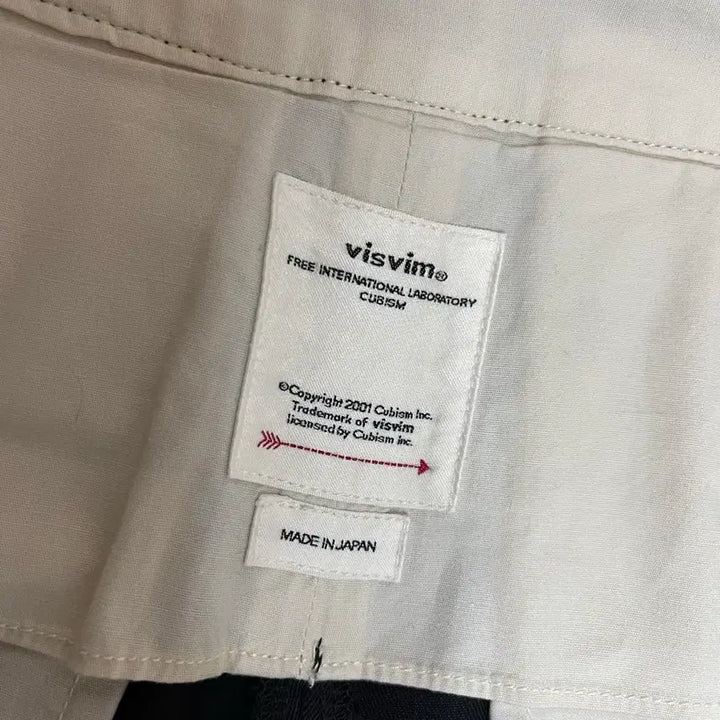 visvim®
FREE INTERNATIONAL LABORATORY
CUBISM
©Copyright 2001 Cubism Inc.
Trademark of visvim
licensed by Cubism inc.
MADE IN JAPAN